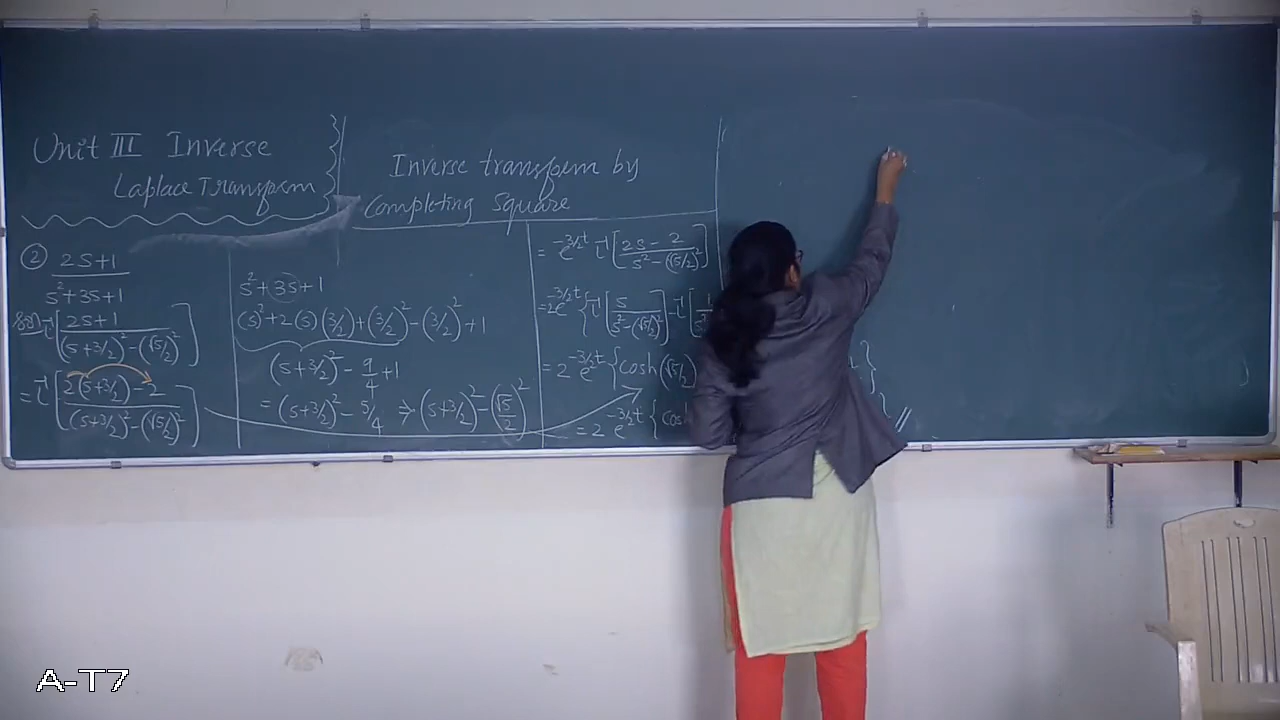 Unit III Inverse
Laplace Transform
Inverse transform by
Completing Square
② (2s+1)/(s²+3s+1)
L⁻¹[(2s+1)/((s+3/2)²-(√5/2)²)]
= L⁻¹[(2(s+3/2)-2)/((s+3/2)²-(√5/2)²)]
s²+3s+1
(s)²+2(s)(3/2)+(3/2)²-(3/2)²+1
(s+3/2)²-9/4+1
= (s+3/2)²-5/4 ⇒ (s+3/2)²-(√5/2)²
= e^(-3/2 t) L⁻¹[(2s-2)/(s²-(√5/2)²)]
= 2e^(-3/2 t) {L⁻¹[s/(s²-(√5/2)²)]-L⁻¹[1/s²
= 2 e^(-3/2 t) {cosh(√5/2) }
= 2 e^(-3/2 t) {cosh } //
A-T7